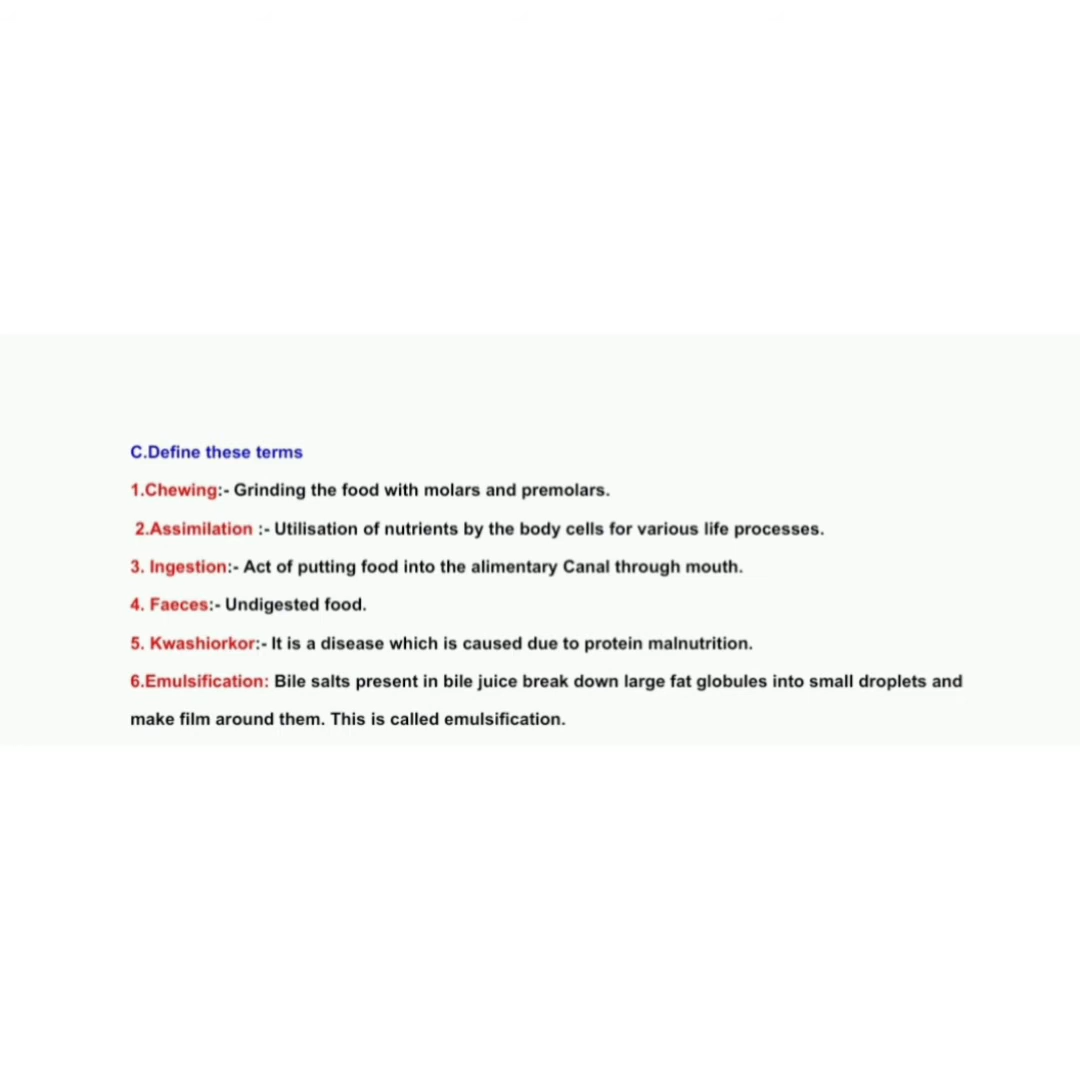 C.Define these terms
1.Chewing:- Grinding the food with molars and premolars.
2.Assimilation :- Utilisation of nutrients by the body cells for various life processes.
3. Ingestion:- Act of putting food into the alimentary Canal through mouth.
4. Faeces:- Undigested food.
5. Kwashiorkor:- It is a disease which is caused due to protein malnutrition.
6.Emulsification: Bile salts present in bile juice break down large fat globules into small droplets and
make film around them. This is called emulsification.